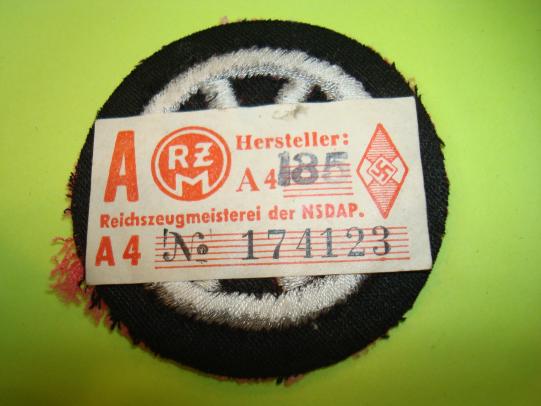 A RZM Hersteller:
A4 185
Reichszeugmeisterei der NSDAP.
A4 № 174123